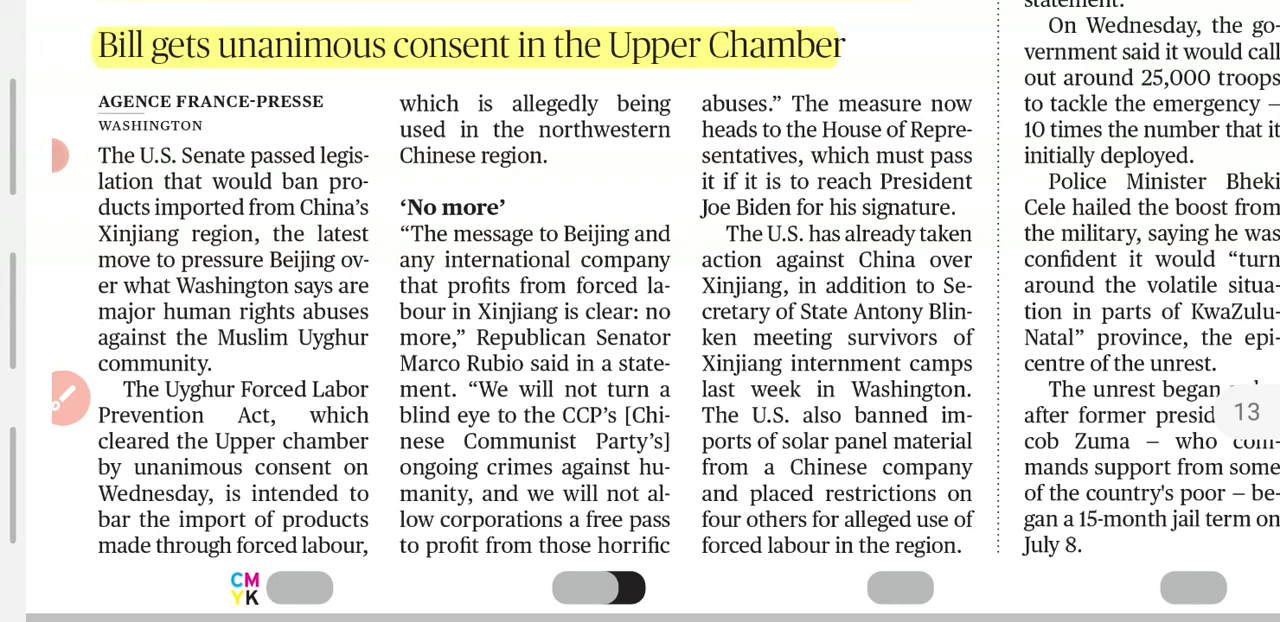 Bill gets unanimous consent in the Upper Chamber
AGENCE FRANCE-PRESSE
WASHINGTON
The U.S. Senate passed legis-
lation that would ban pro-
ducts imported from China's
Xinjiang region, the latest
move to pressure Beijing ov-
er what Washington says are
major human rights abuses
against the Muslim Uyghur
community.
The Uyghur Forced Labor
Prevention Act, which
cleared the Upper chamber
by unanimous consent on
Wednesday, is intended to
bar the import of products
made through forced labour,
which is allegedly being
used in the northwestern
Chinese region.
‘No more’
“The message to Beijing and
any international company
that profits from forced la-
bour in Xinjiang is clear: no
more,” Republican Senator
Marco Rubio said in a state-
ment. “We will not turn a
blind eye to the CCP’s [Chi-
nese Communist Party’s]
ongoing crimes against hu-
manity, and we will not al-
low corporations a free pass
to profit from those horrific
abuses.” The measure now
heads to the House of Repre-
sentatives, which must pass
it if it is to reach President
Joe Biden for his signature.
The U.S. has already taken
action against China over
Xinjiang, in addition to Se-
cretary of State Antony Blin-
ken meeting survivors of
Xinjiang internment camps
last week in Washington.
The U.S. also banned im-
ports of solar panel material
from a Chinese company
and placed restrictions on
four others for alleged use of
forced labour in the region.
statement.
On Wednesday, the go-
vernment said it would call
out around 25,000 troops
to tackle the emergency —
10 times the number that it
initially deployed.
Police Minister Bheki
Cele hailed the boost from
the military, saying he was
confident it would “turn
around the volatile situa-
tion in parts of KwaZulu-
Natal” province, the epi-
centre of the unrest.
The unrest began
after former presid
cob Zuma — who com-
mands support from some
of the country's poor — be-
gan a 15-month jail term on
July 8.
13
CM
YK